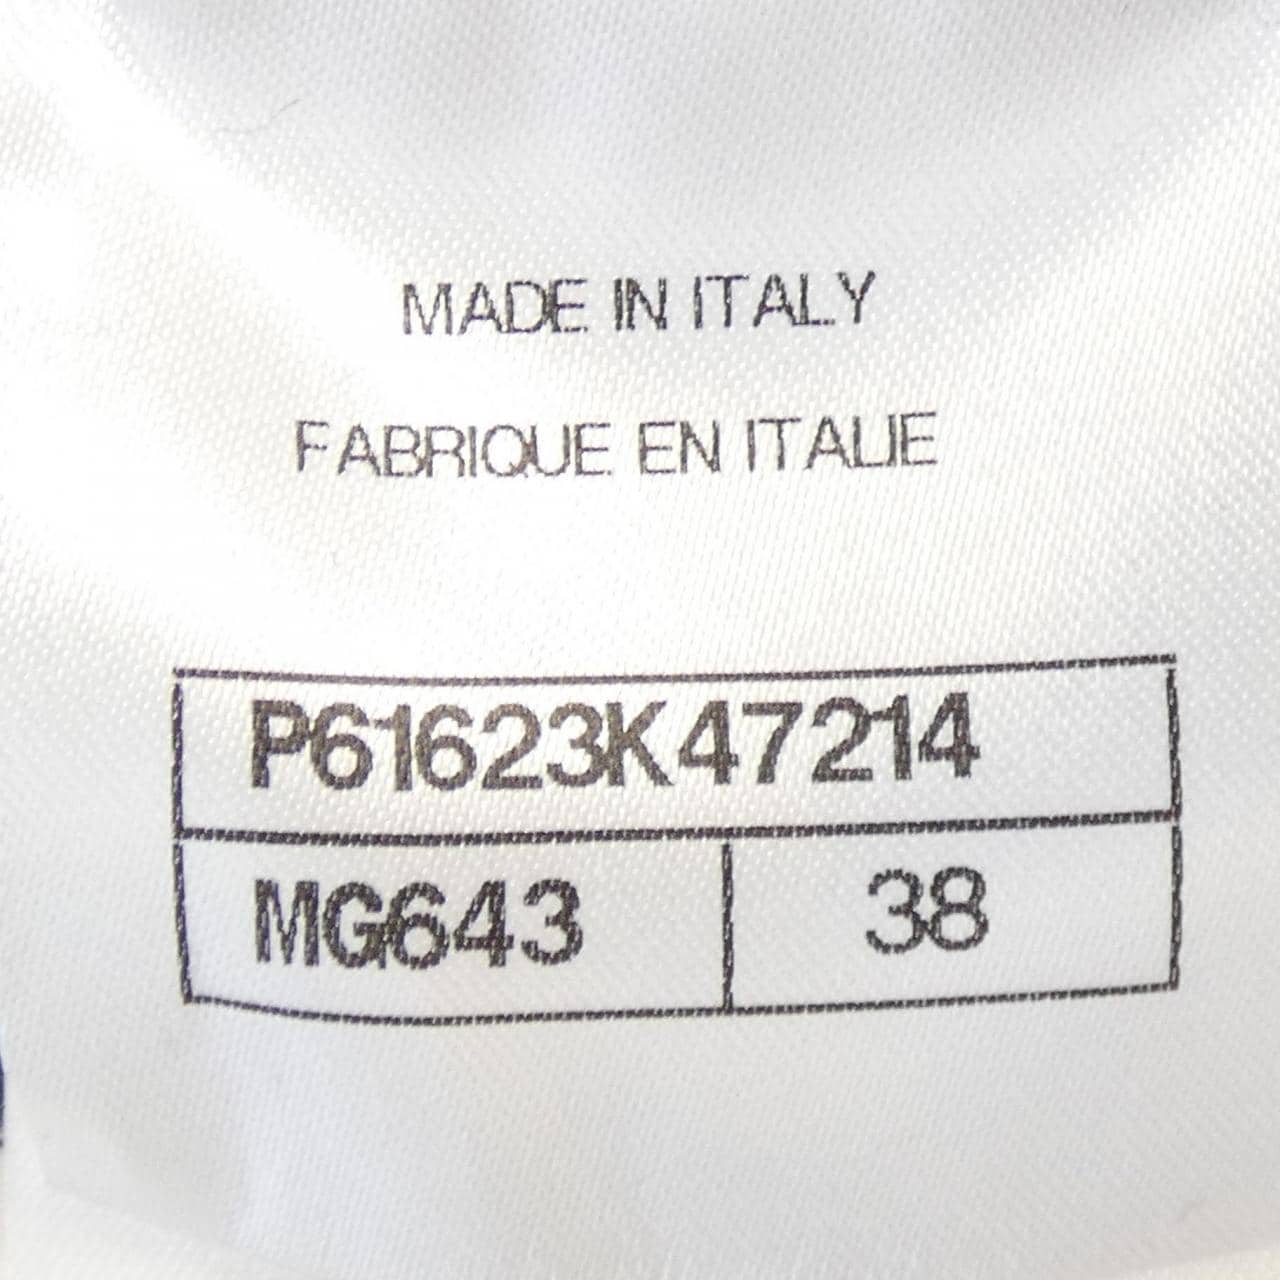 MADE IN ITALY
FABRIQUE EN ITALIE
P61623K47214
MG643 38